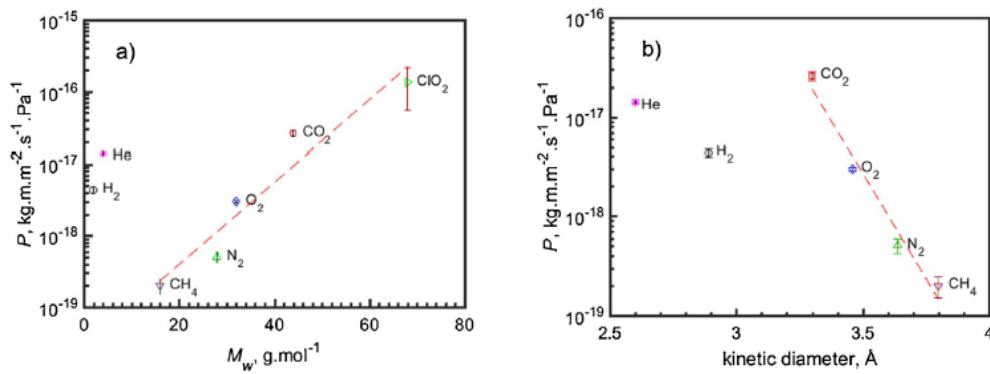 a)
P, kg.m.m⁻².s⁻¹.Pa⁻¹
10⁻¹⁵
10⁻¹⁶
10⁻¹⁷
10⁻¹⁸
10⁻¹⁹
ClO₂
CO₂
He
H₂
O₂
N₂
CH₄
0 20 40 60 80
M_w, g.mol⁻¹
b)
P, kg.m.m⁻².s⁻¹.Pa⁻¹
10⁻¹⁶
10⁻¹⁷
10⁻¹⁸
10⁻¹⁹
CO₂
He
H₂
O₂
N₂
CH₄
2.5 3 3.5 4
kinetic diameter, Å